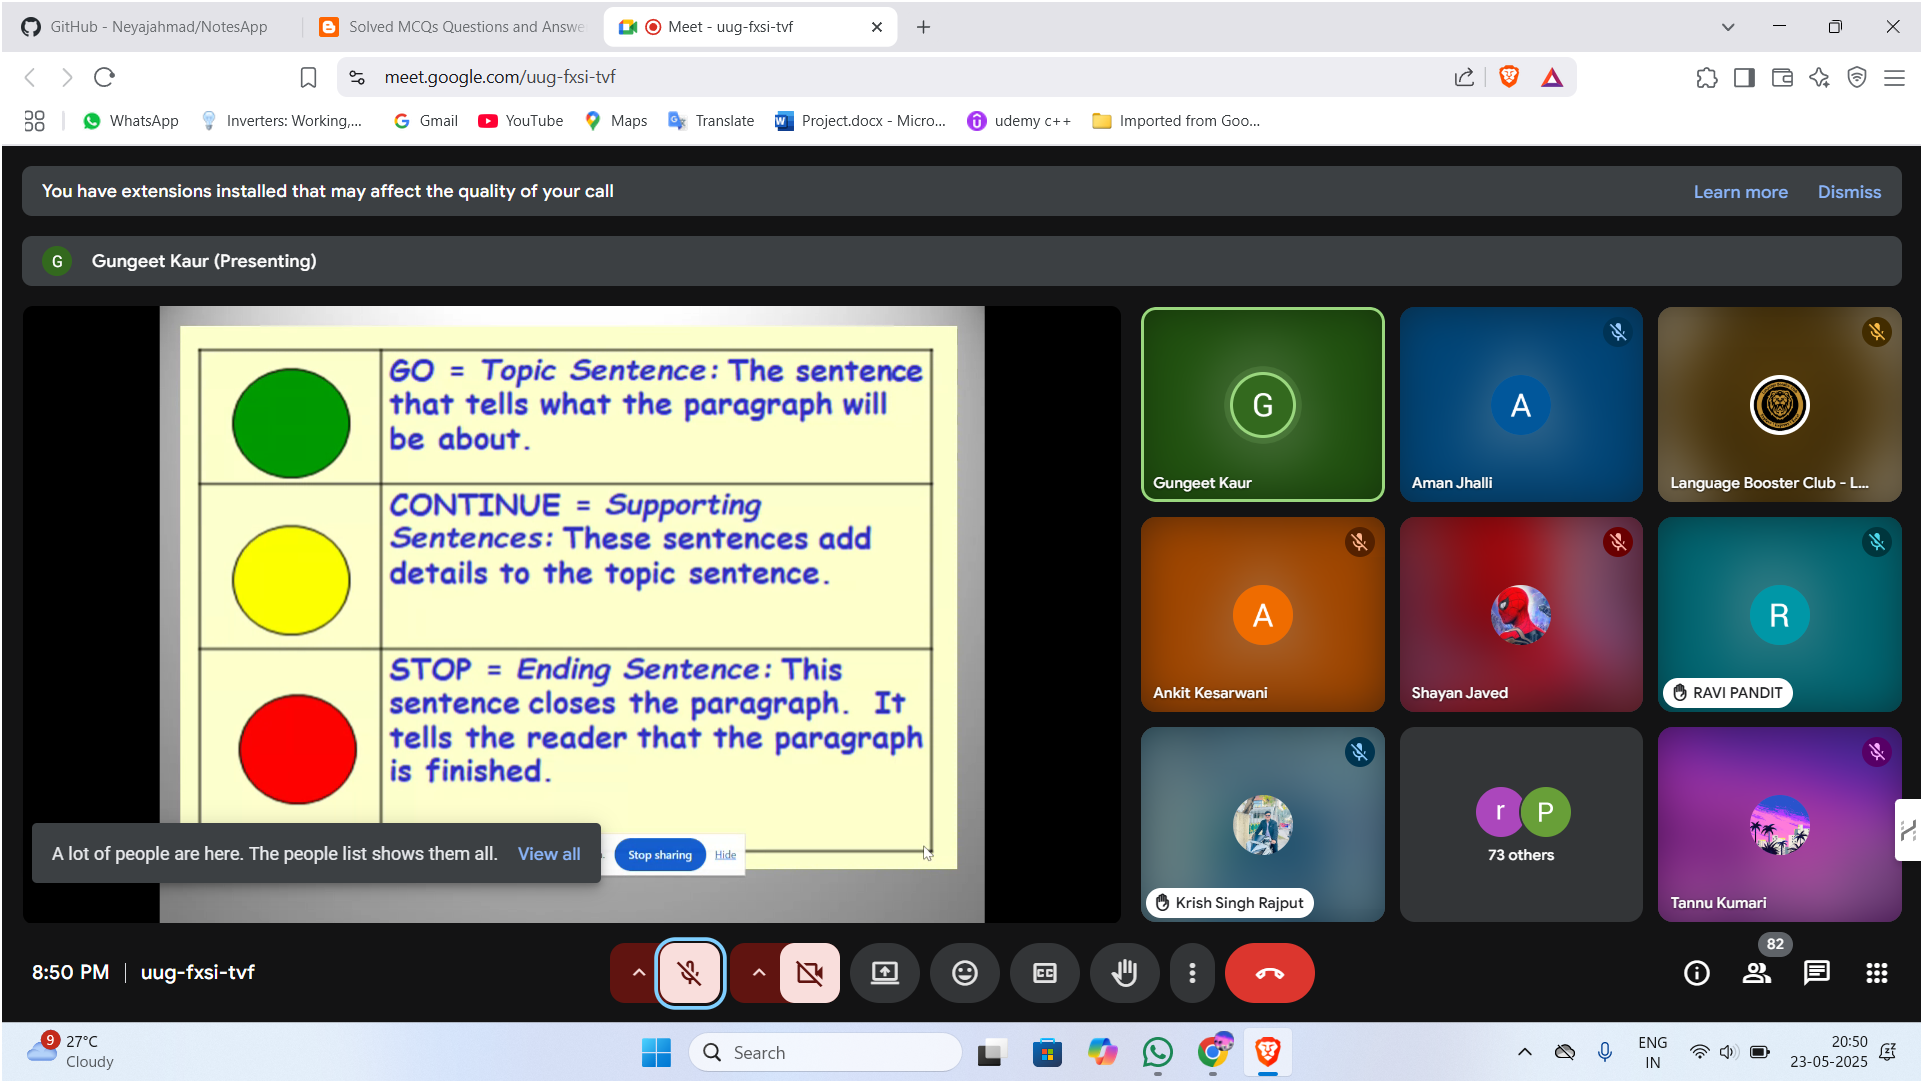 GitHub - Neyajahmad/NotesApp
Solved MCQs Questions and Answe
Meet - uug-fxsi-tvf
meet.google.com/uug-fxsi-tvf
WhatsApp
Inverters: Working,...
Gmail
YouTube
Maps
Translate
Project.docx - Micro...
udemy c++
Imported from Goo...
You have extensions installed that may affect the quality of your call
Learn more
Dismiss
G
Gungeet Kaur (Presenting)
GO = Topic Sentence: The sentence
that tells what the paragraph will
be about.
CONTINUE = Supporting
Sentences: These sentences add
details to the topic sentence.
STOP = Ending Sentence: This
sentence closes the paragraph. It
tells the reader that the paragraph
is finished.
A lot of people are here. The people list shows them all.
View all
Stop sharing
Hide
G
Gungeet Kaur
A
Aman Jhalli
Language Booster Club - L...
A
Ankit Kesarwani
Shayan Javed
R
RAVI PANDIT
Krish Singh Rajput
r
P
73 others
Tannu Kumari
8:50 PM
uug-fxsi-tvf
CC
82
9
27°C
Cloudy
Search
ENG
IN
20:50
23-05-2025